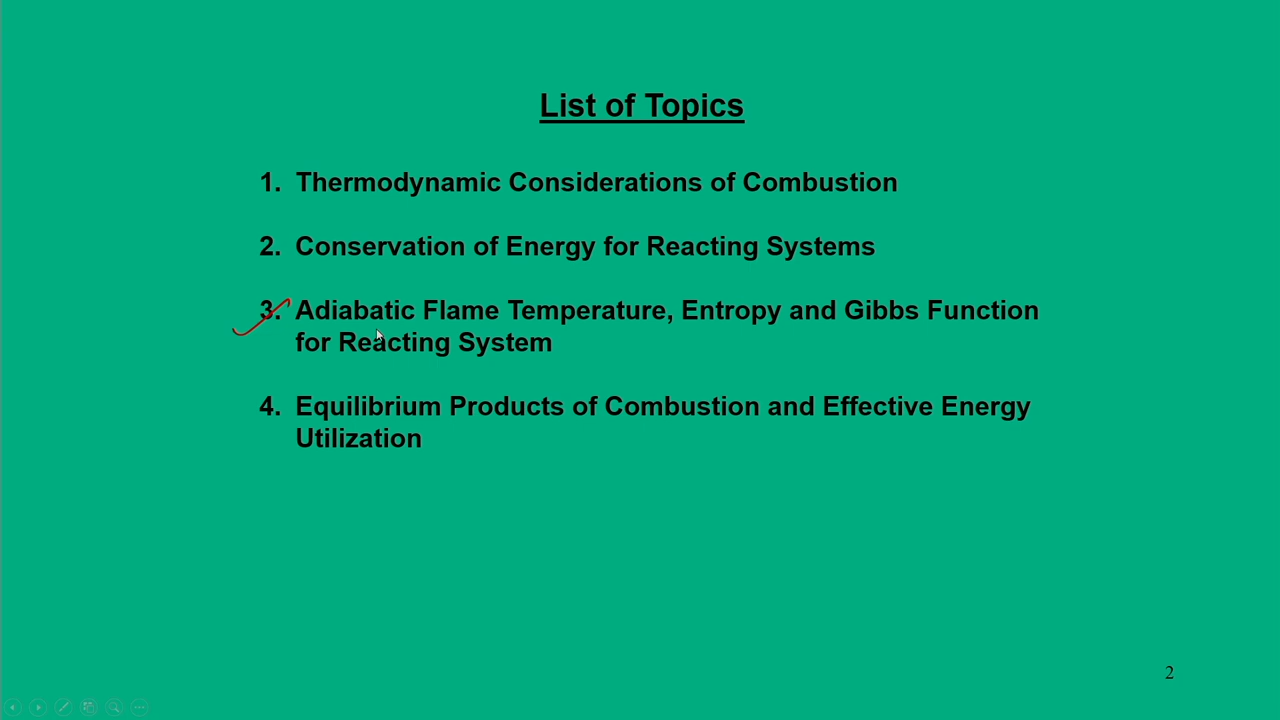 List of Topics
1. Thermodynamic Considerations of Combustion
2. Conservation of Energy for Reacting Systems
3. Adiabatic Flame Temperature, Entropy and Gibbs Function
for Reacting System
4. Equilibrium Products of Combustion and Effective Energy
Utilization
2